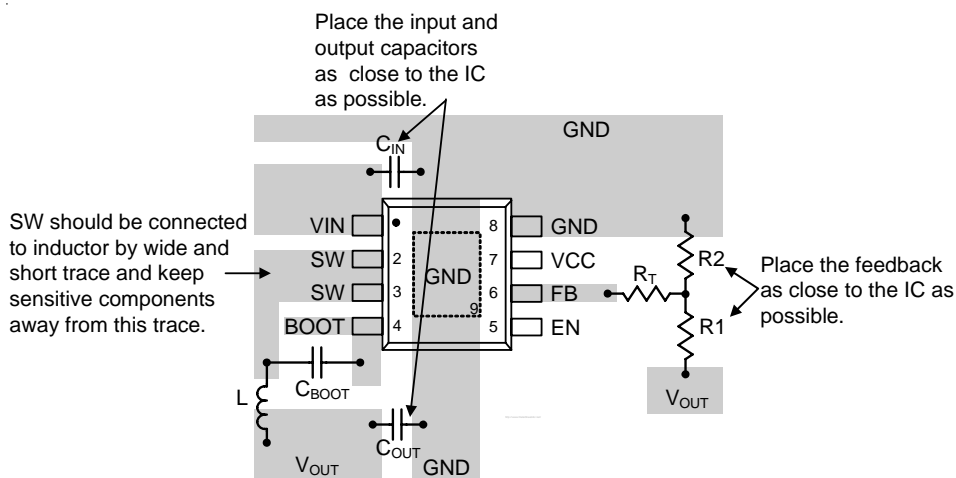 Place the input and
output capacitors
as close to the IC
as possible.
GND
CIN
SW should be connected
to inductor by wide and
short trace and keep
sensitive components
away from this trace.
VIN
SW
SW
BOOT
2
3
4
GND
9
8
7
6
5
GND
VCC
FB
EN
RT
R2
R1
Place the feedback
as close to the IC as
possible.
VOUT
L
CBOOT
COUT
VOUT
GND